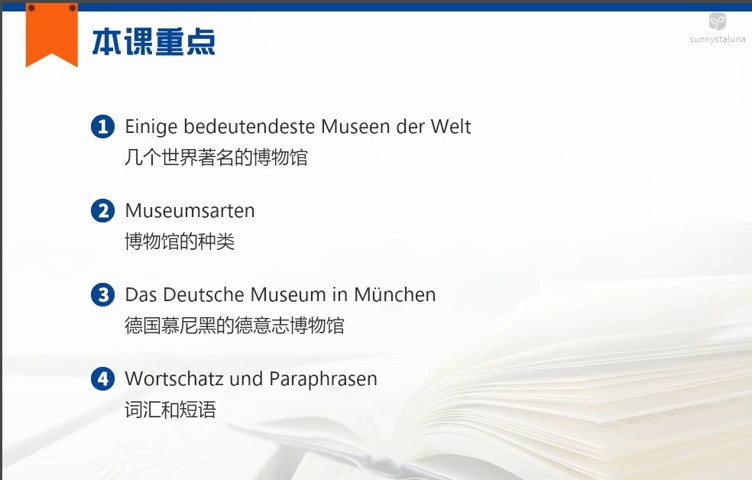 本课重点
sunnystaluna
1 Einige bedeutendeste Museen der Welt
几个世界著名的博物馆
2 Museumsarten
博物馆的种类
3 Das Deutsche Museum in München
德国慕尼黑的德意志博物馆
4 Wortschatz und Paraphrasen
词汇和短语